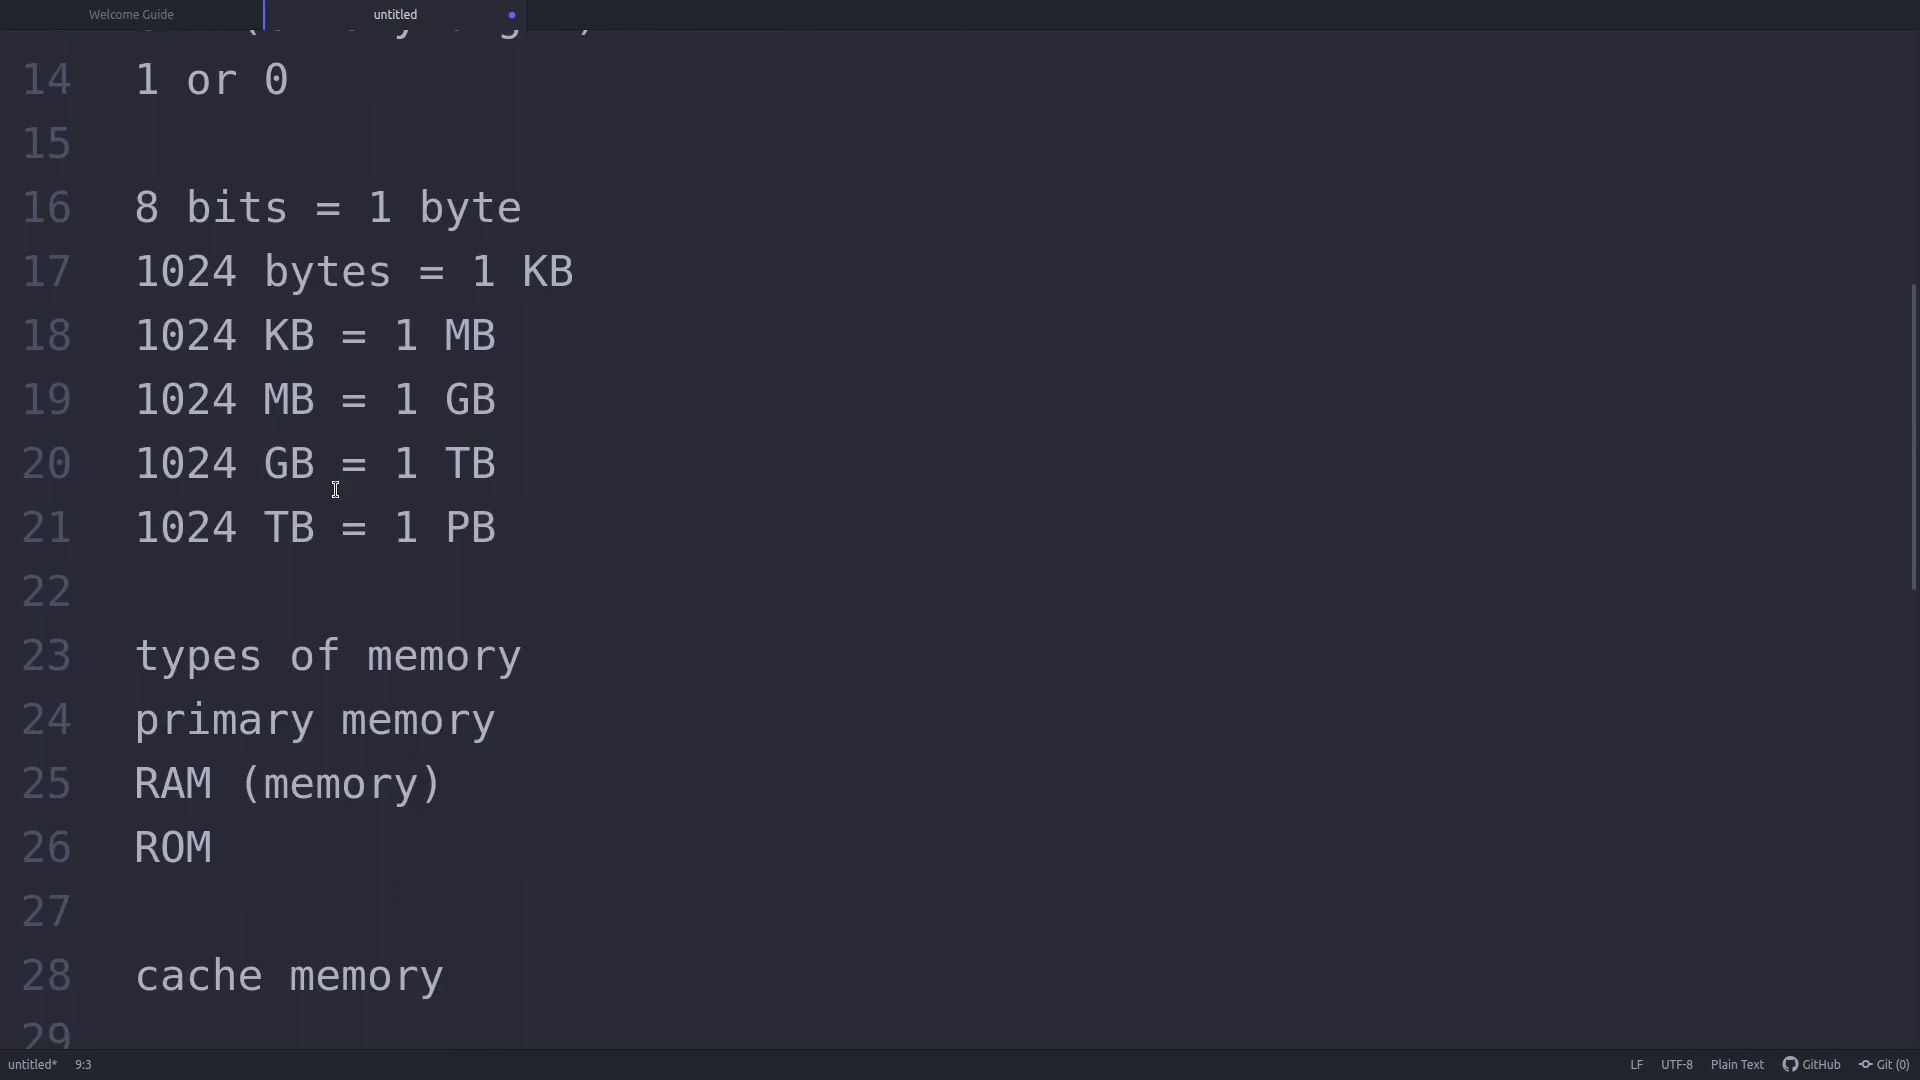 Welcome Guide
untitled
14 1 or 0
15
16 8 bits = 1 byte
17 1024 bytes = 1 KB
18 1024 KB = 1 MB
19 1024 MB = 1 GB
20 1024 GB = 1 TB
21 1024 TB = 1 PB
22
23 types of memory
24 primary memory
25 RAM (memory)
26 ROM
27
28 cache memory
29
untitled* 9:3 LF UTF-8 Plain Text GitHub Git (0)